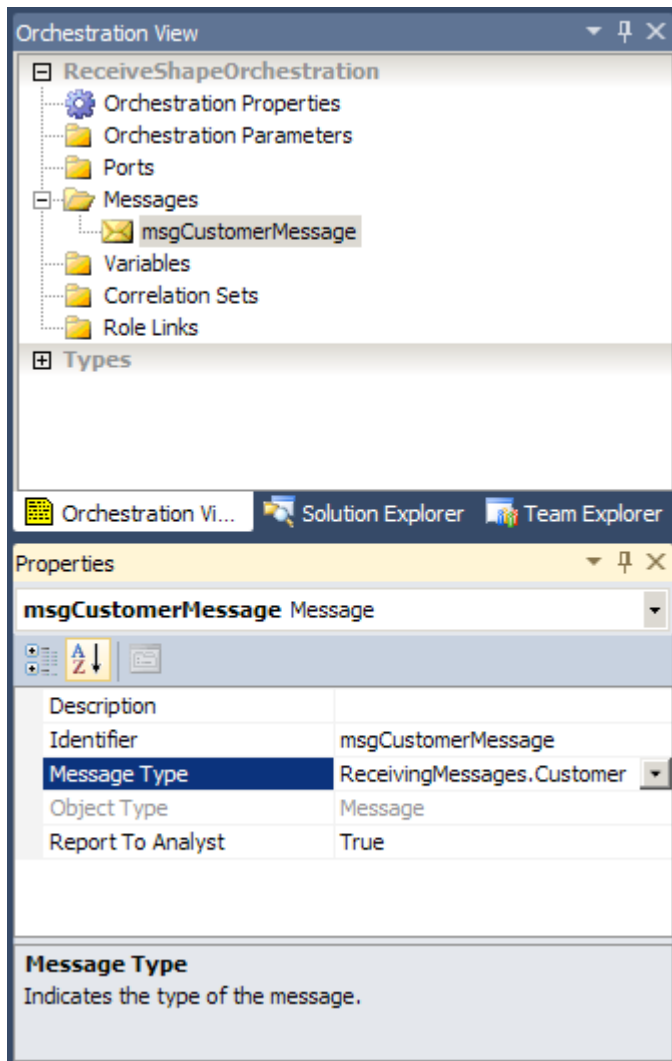 Orchestration View
ReceiveShapeOrchestration
Orchestration Properties
Orchestration Parameters
Ports
Messages
msgCustomerMessage
Variables
Correlation Sets
Role Links
Types
Orchestration Vi... Solution Explorer Team Explorer
Properties
msgCustomerMessage Message
Description
Identifier msgCustomerMessage
Message Type ReceivingMessages.Customer
Object Type Message
Report To Analyst True
Message Type
Indicates the type of the message.